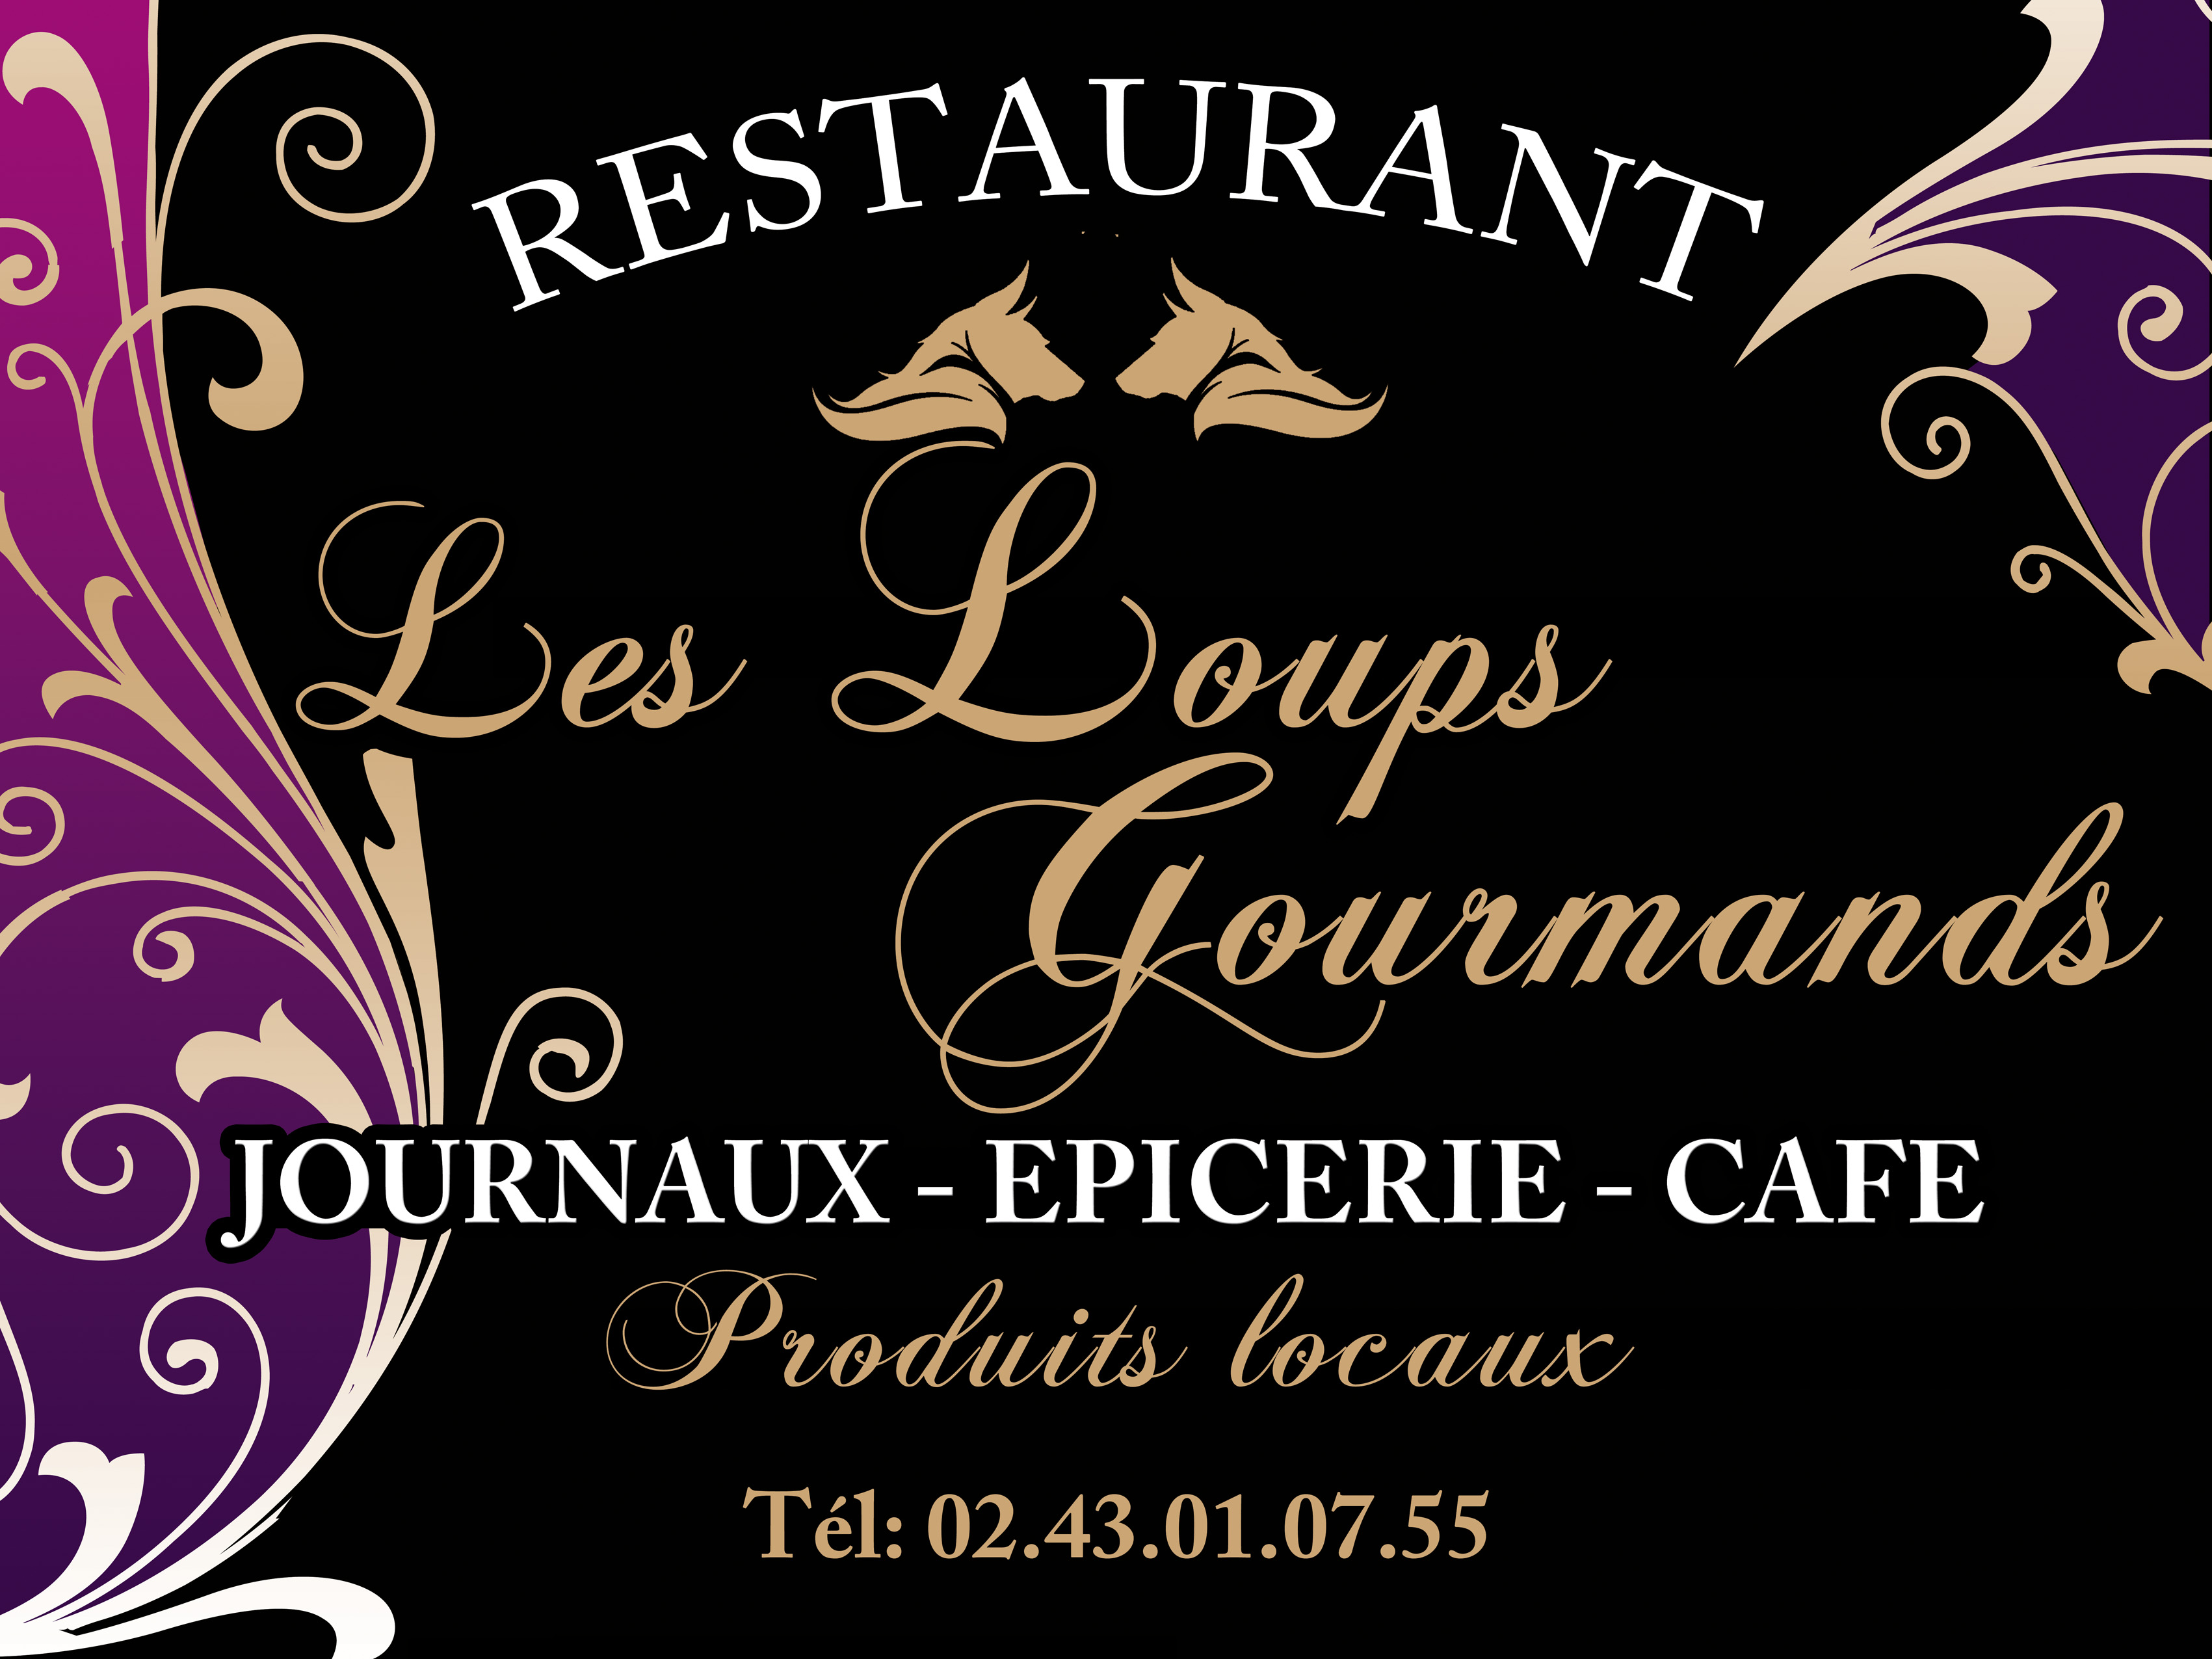 RESTAURANT
Les Loups
Gourmands
JOURNAUX - EPICERIE - CAFE
Produits locaux
Tél: 02.43.01.07.55